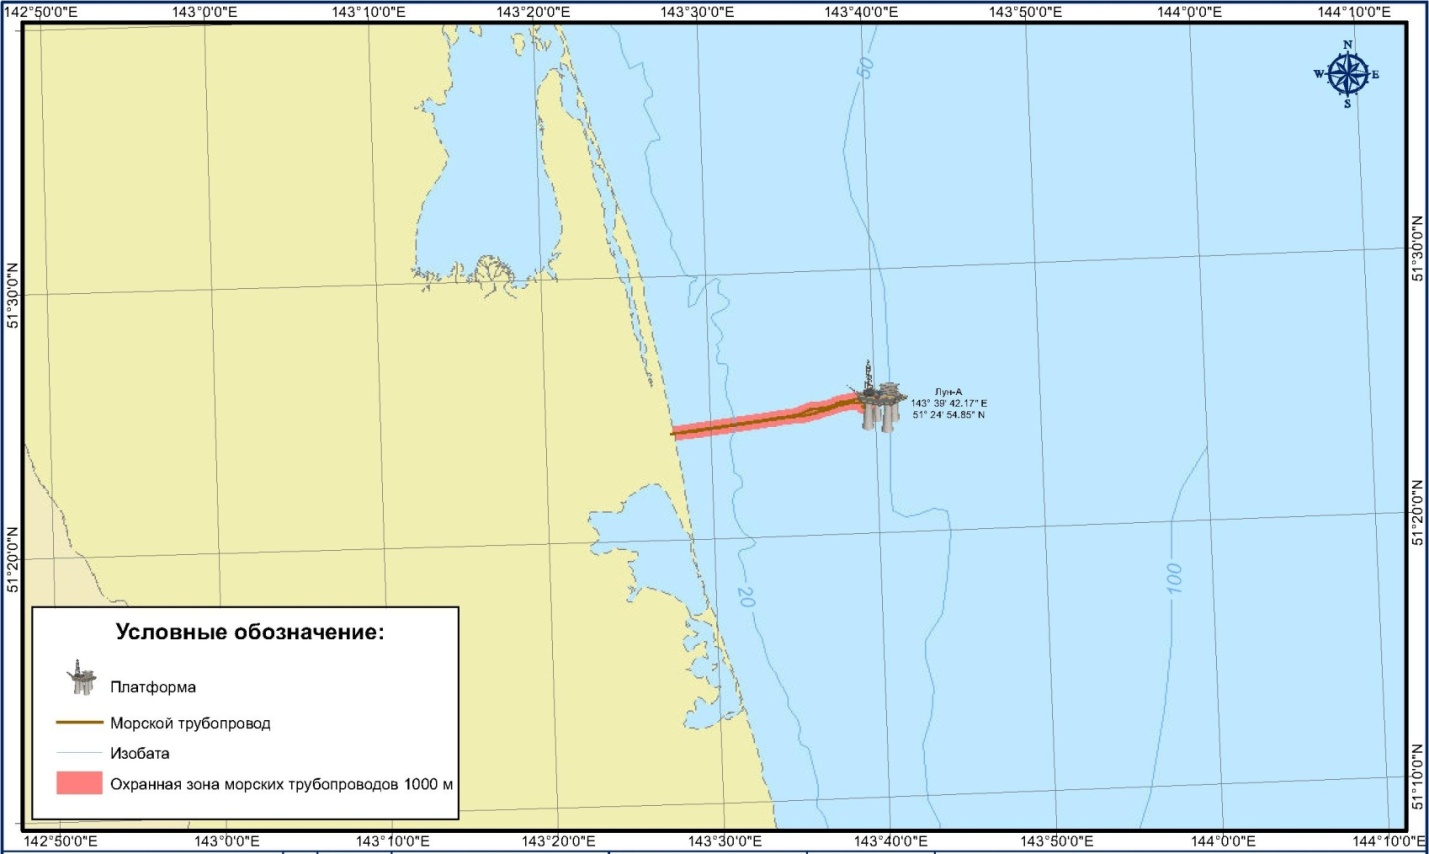 142°50'0"E 143°0'0"E 143°10'0"E 143°20'0"E 143°30'0"E 143°40'0"E 143°50'0"E 144°0'0"E 144°10'0"E
N
W E
S
50
51°30'0"N
51°30'0"N
Лун-А
143° 39' 42.17" E
51° 24' 54.85" N
51°20'0"N
51°20'0"N
20
100
Условные обозначение:
Платформа
Морской трубопровод
Изобата
Охранная зона морских трубопроводов 1000 м
51°10'0"N
142°50'0"E 143°0'0"E 143°10'0"E 143°20'0"E 143°30'0"E 143°40'0"E 143°50'0"E 144°0'0"E 144°10'0"E